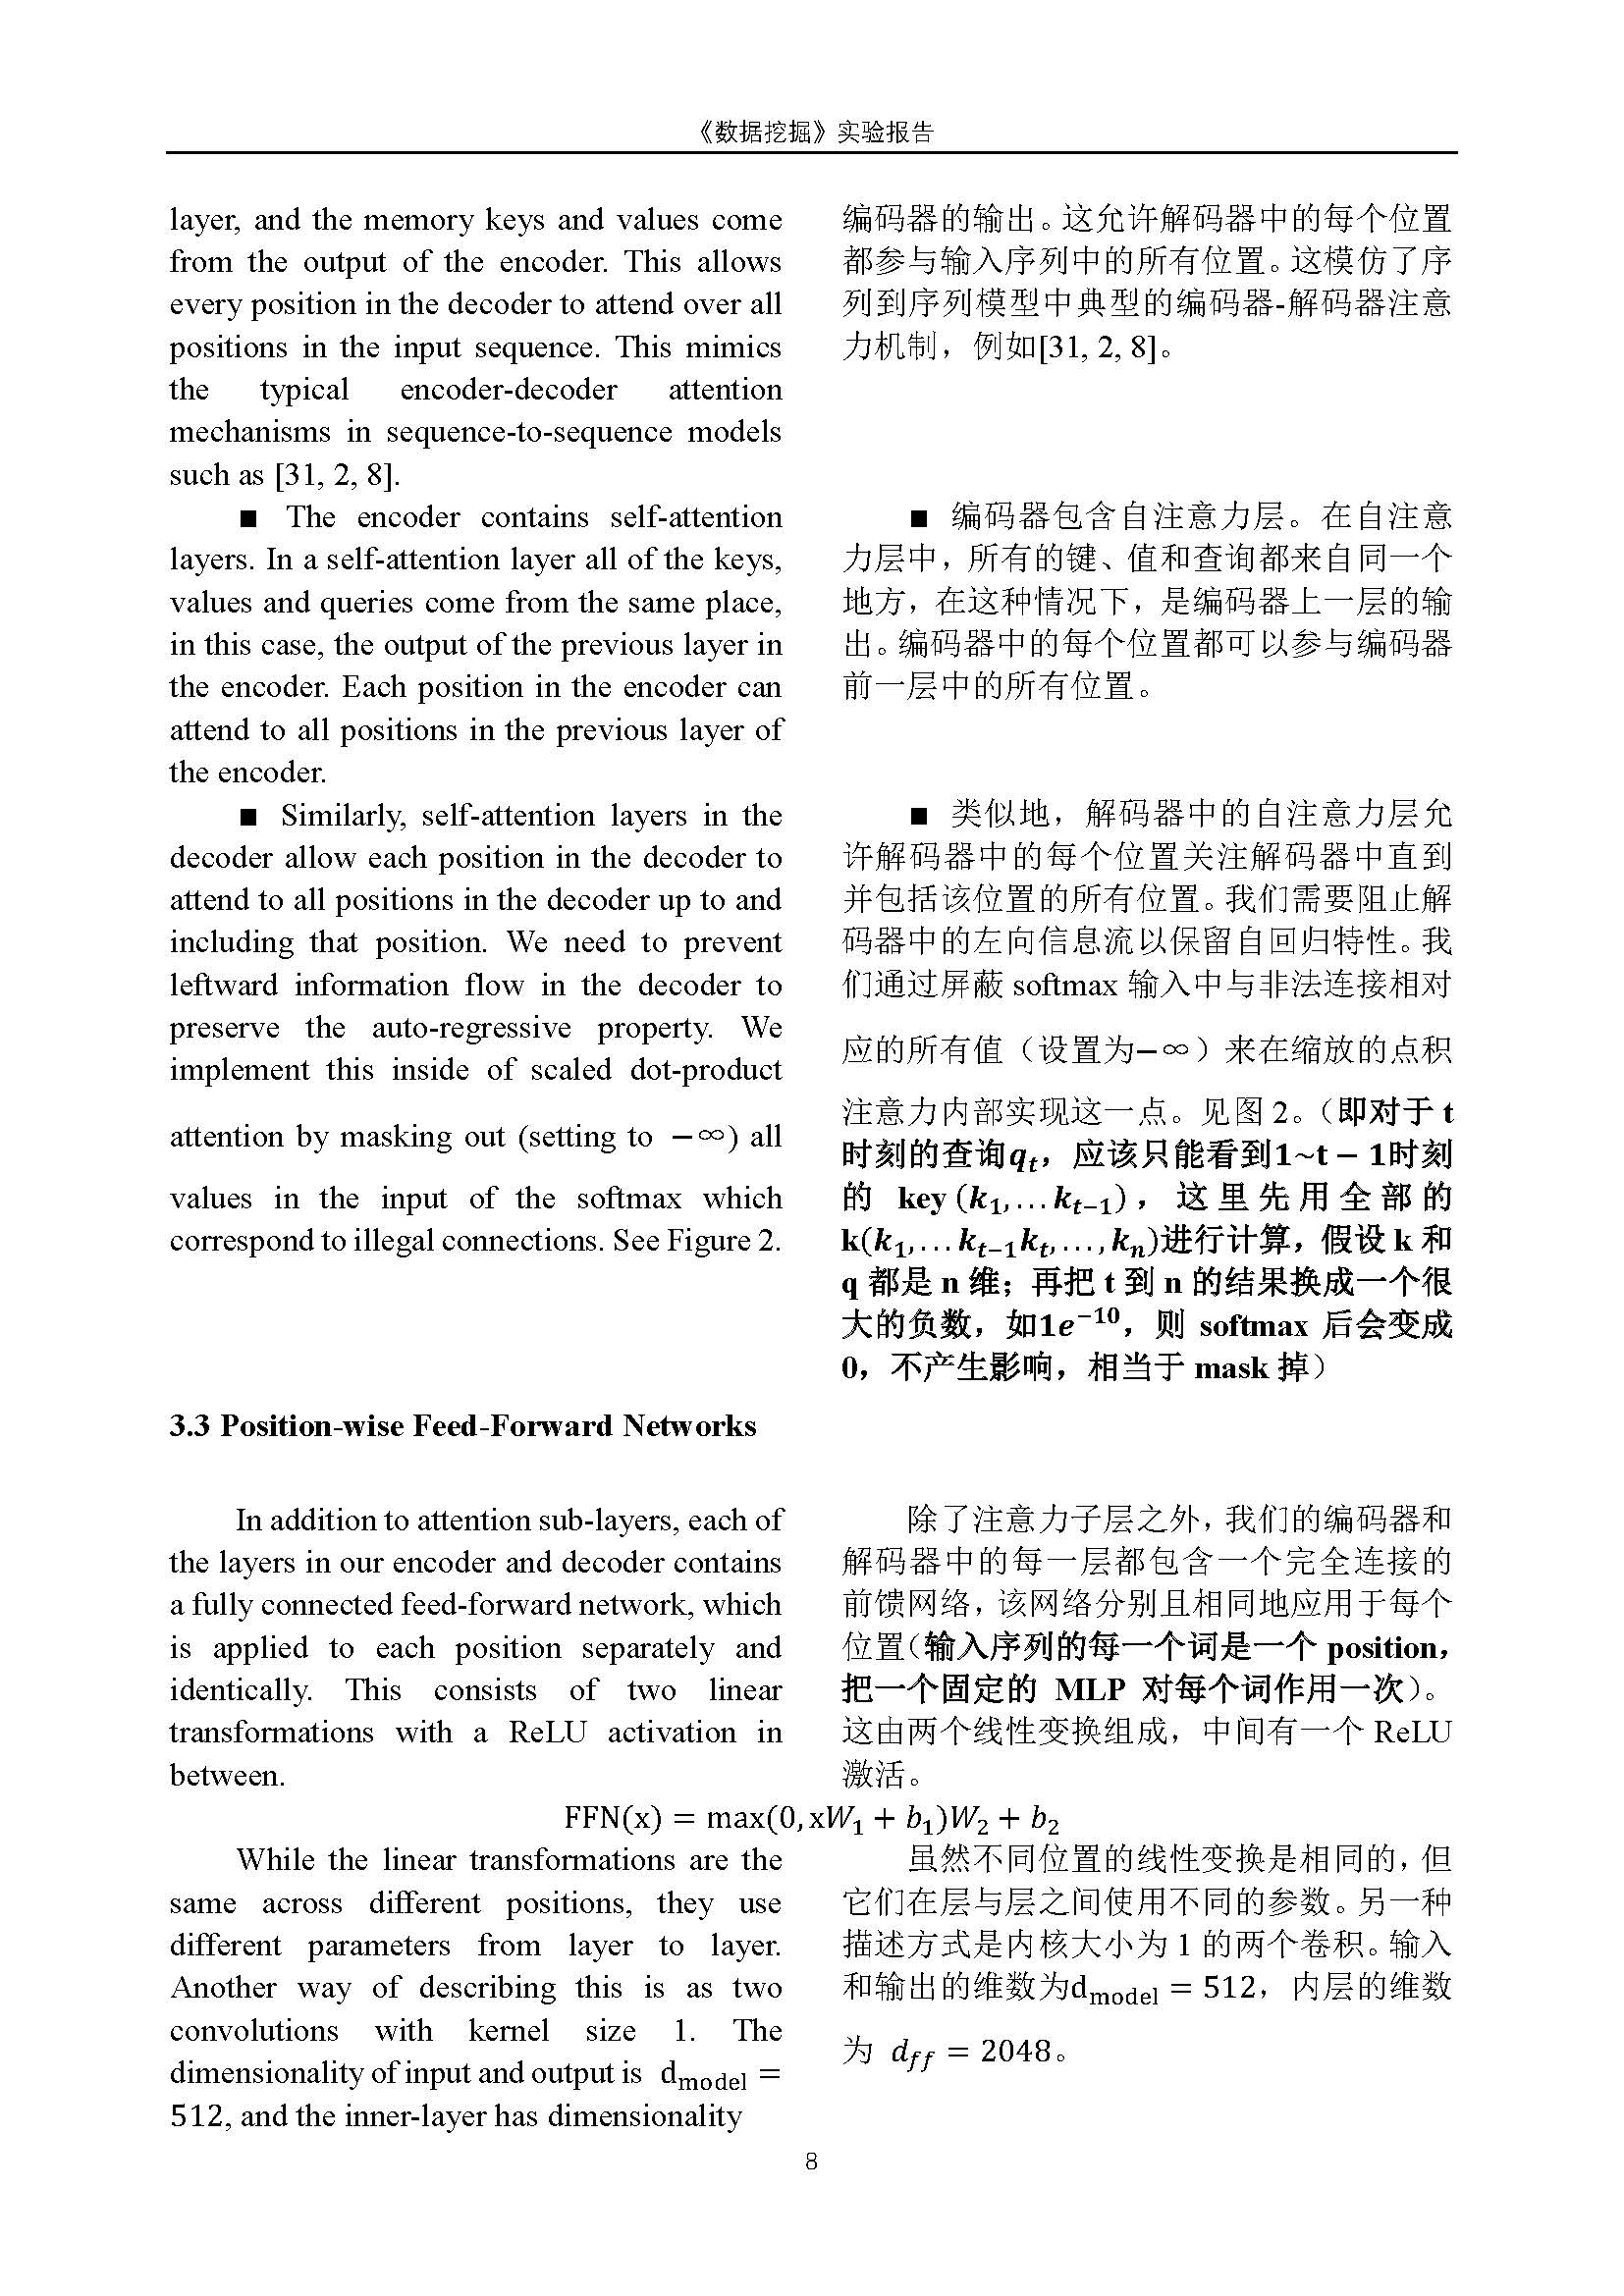 《数据挖掘》实验报告
layer, and the memory keys and values come
from the output of the encoder. This allows
every position in the decoder to attend over all
positions in the input sequence. This mimics
the typical encoder-decoder attention
mechanisms in sequence-to-sequence models
such as [31, 2, 8].
编码器的输出。这允许解码器中的每个位置
都参与输入序列中的所有位置。这模仿了序
列到序列模型中典型的编码器-解码器注意
力机制，例如[31, 2, 8]。
■ The encoder contains self-attention
layers. In a self-attention layer all of the keys,
values and queries come from the same place,
in this case, the output of the previous layer in
the encoder. Each position in the encoder can
attend to all positions in the previous layer of
the encoder.
■ 编码器包含自注意力层。在自注意
力层中，所有的键、值和查询都来自同一个
地方，在这种情况下，是编码器上一层的输
出。编码器中的每个位置都可以参与编码器
前一层中的所有位置。
■ Similarly, self-attention layers in the
decoder allow each position in the decoder to
attend to all positions in the decoder up to and
including that position. We need to prevent
leftward information flow in the decoder to
preserve the auto-regressive property. We
implement this inside of scaled dot-product
attention by masking out (setting to −∞) all
values in the input of the softmax which
correspond to illegal connections. See Figure 2.
■ 类似地，解码器中的自注意力层允
许解码器中的每个位置关注解码器中直到
并包括该位置的所有位置。我们需要阻止解
码器中的左向信息流以保留自回归特性。我
们通过屏蔽 softmax 输入中与非法连接相对
应的所有值（设置为−∞）来在缩放的点积
注意力内部实现这一点。见图 2。（即对于 t
时刻的查询qₜ，应该只能看到1~t − 1时刻
的 key (k₁,…kₜ₋₁)，这里先用全部的
k(k₁,…kₜ₋₁kₜ,…,kₙ)进行计算，假设 k 和
q 都是 n 维；再把 t 到 n 的结果换成一个很
大的负数，如1e⁻¹⁰，则 softmax 后会变成
0，不产生影响，相当于 mask 掉）
3.3 Position-wise Feed-Forward Networks
In addition to attention sub-layers, each of
the layers in our encoder and decoder contains
a fully connected feed-forward network, which
is applied to each position separately and
identically. This consists of two linear
transformations with a ReLU activation in
between.
除了注意力子层之外，我们的编码器和
解码器中的每一层都包含一个完全连接的
前馈网络，该网络分别且相同地应用于每个
位置（输入序列的每一个词是一个 position，
把一个固定的 MLP 对每个词作用一次）。
这由两个线性变换组成，中间有一个 ReLU
激活。
FFN(x) = max(0, xW₁ + b₁)W₂ + b₂
While the linear transformations are the
same across different positions, they use
different parameters from layer to layer.
Another way of describing this is as two
convolutions with kernel size 1. The
dimensionality of input and output is d_model =
512, and the inner-layer has dimensionality
虽然不同位置的线性变换是相同的，但
它们在层与层之间使用不同的参数。另一种
描述方式是内核大小为 1 的两个卷积。输入
和输出的维数为d_model = 512，内层的维数
为 d_ff = 2048。
8